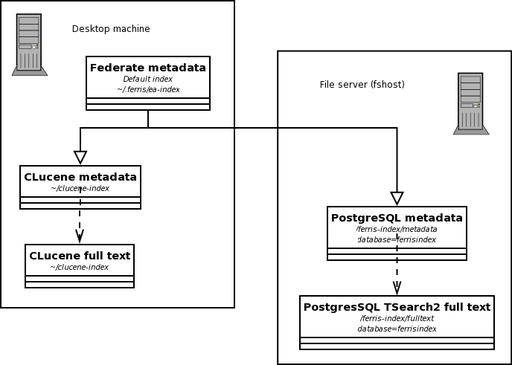 Desktop machine
Federate metadata
Default index
~/.ferris/ea-index
File server (fshost)
CLucene metadata
~/clucene-index
PostgreSQL metadata
/ferris-index/metadata
database=ferrisindex
CLucene full text
~/clucene-index
PostgresSQL TSearch2 full text
/ferris-index/fulltext
database=ferrisindex